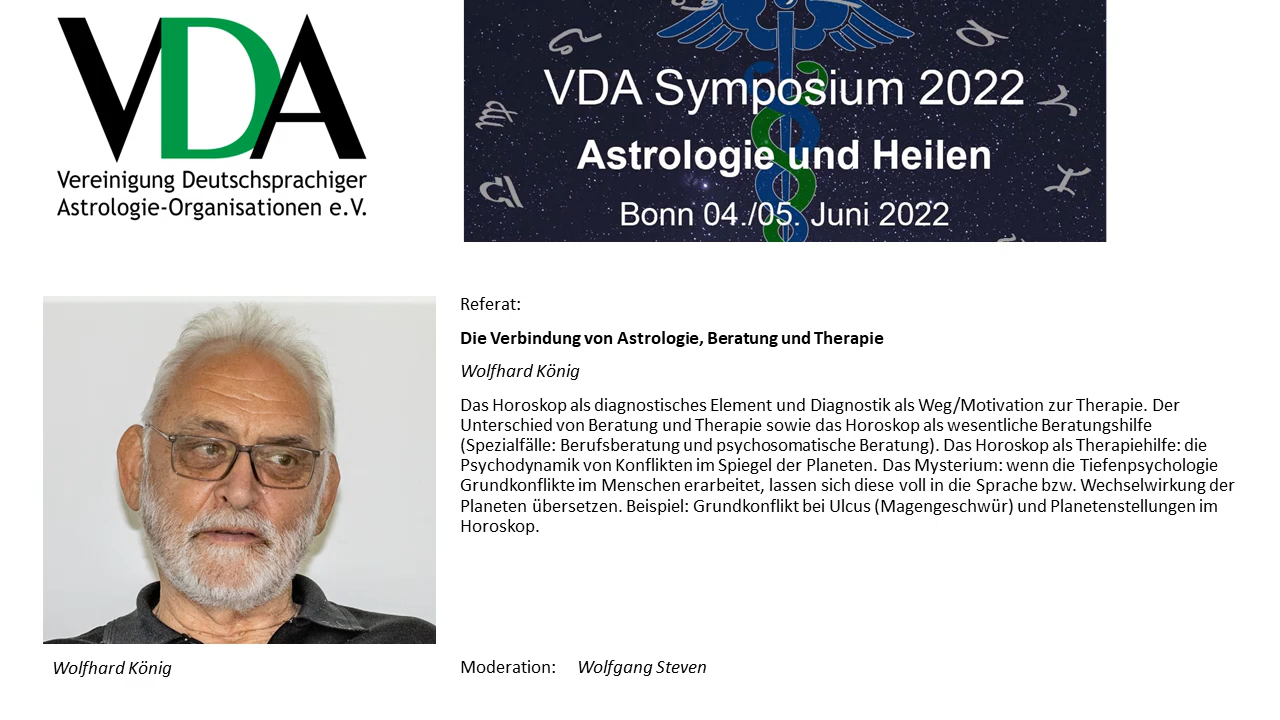 VDA
Vereinigung Deutschsprachiger
Astrologie-Organisationen e.V.
VDA Symposium 2022
Astrologie und Heilen
Bonn 04./05. Juni 2022
Referat:
Die Verbindung von Astrologie, Beratung und Therapie
Wolfhard König
Das Horoskop als diagnostisches Element und Diagnostik als Weg/Motivation zur Therapie. Der
Unterschied von Beratung und Therapie sowie das Horoskop als wesentliche Beratungshilfe
(Spezialfälle: Berufsberatung und psychosomatische Beratung). Das Horoskop als Therapiehilfe: die
Psychodynamik von Konflikten im Spiegel der Planeten. Das Mysterium: wenn die Tiefenpsychologie
Grundkonflikte im Menschen erarbeitet, lassen sich diese voll in die Sprache bzw. Wechselwirkung der
Planeten übersetzen. Beispiel: Grundkonflikt bei Ulcus (Magengeschwür) und Planetenstellungen im
Horoskop.
Wolfhard König
Moderation: Wolfgang Steven